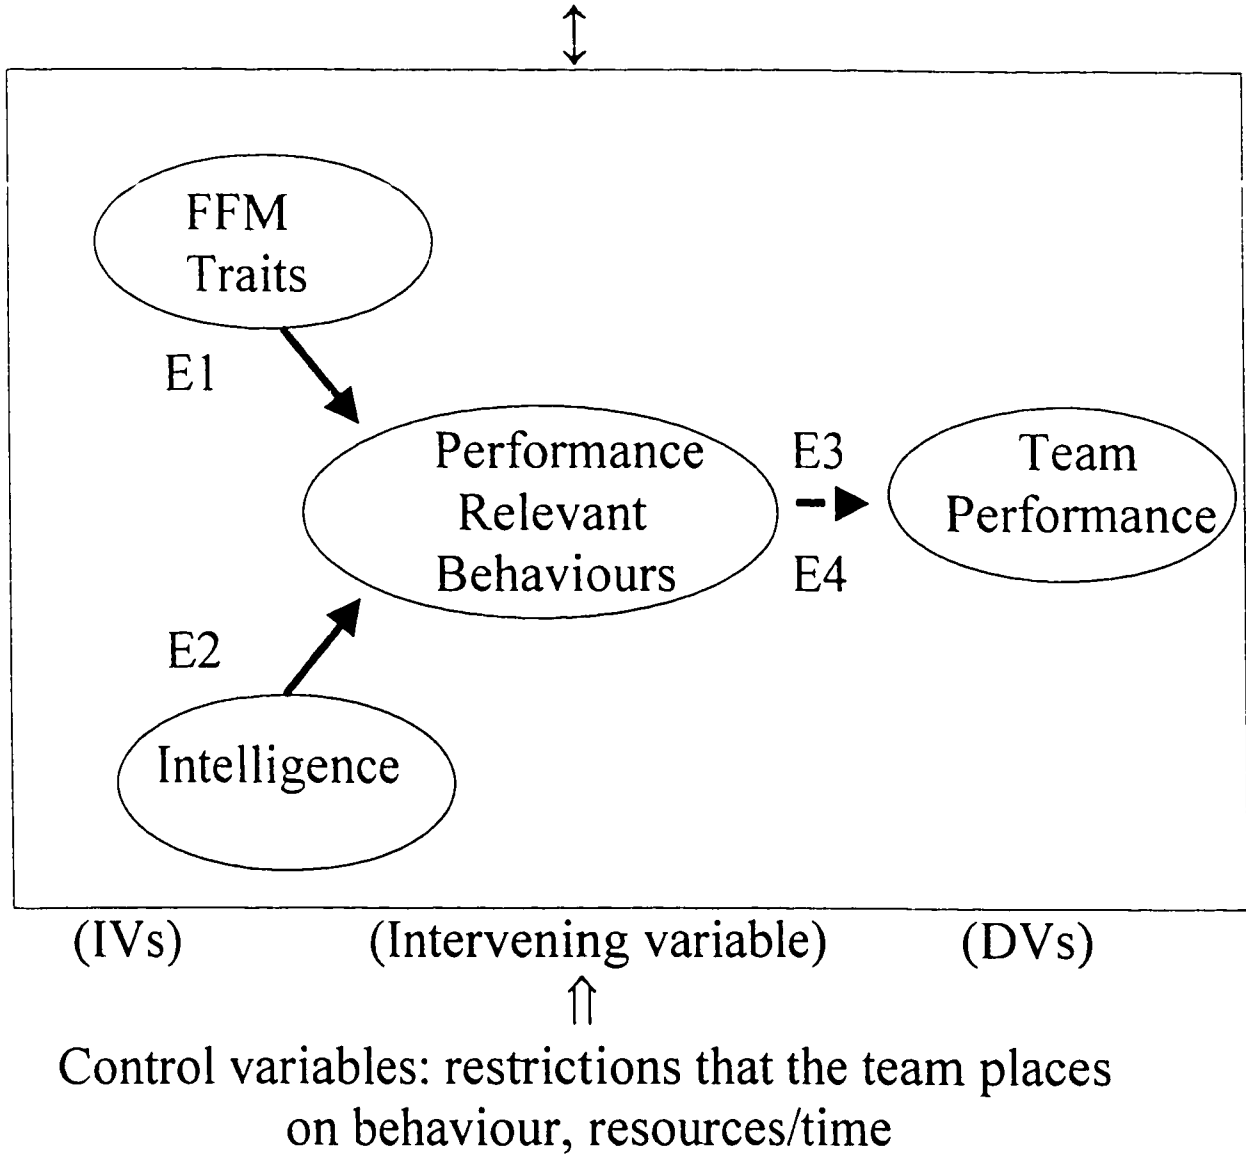 FFM
Traits
E1
Performance
Relevant
Behaviours
E3
E4
Team
Performance
E2
Intelligence
(IVs)
(Intervening variable)
(DVs)
Control variables: restrictions that the team places
on behaviour, resources/time